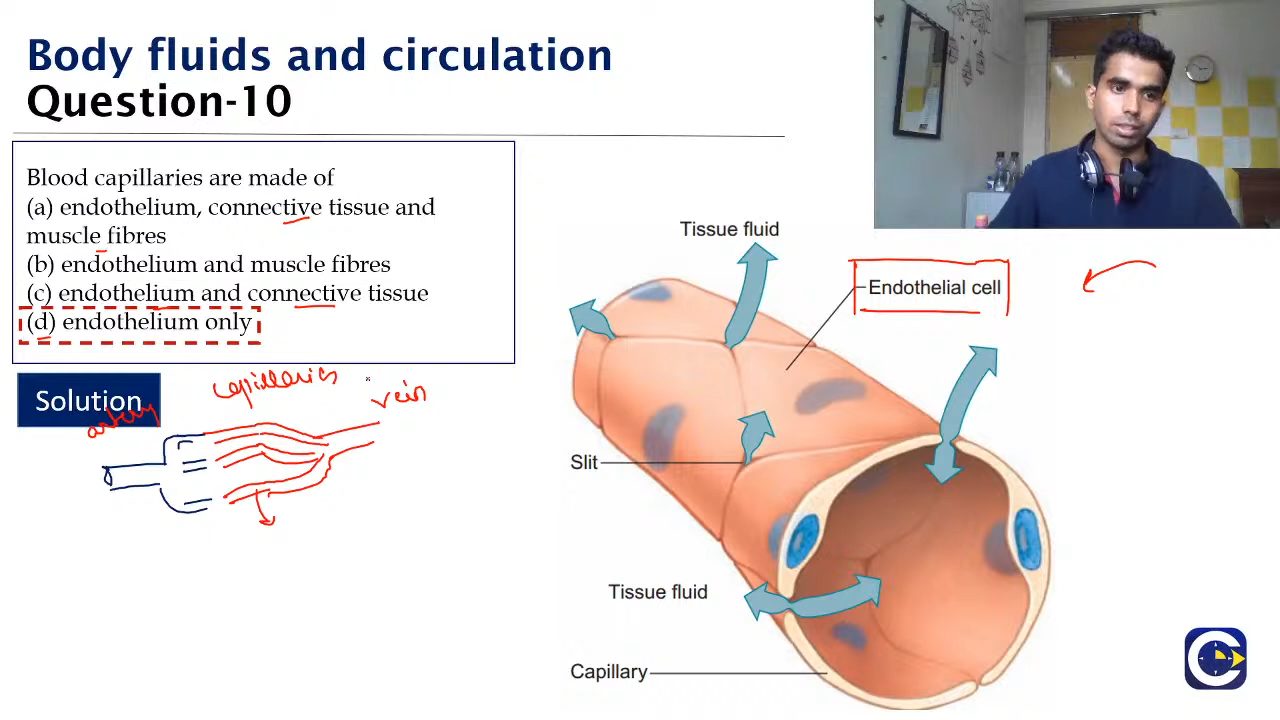 Body fluids and circulation
Question-10
Blood capillaries are made of
(a) endothelium, connective tissue and
muscle fibres
(b) endothelium and muscle fibres
(c) endothelium and connective tissue
(d) endothelium only
Solution
artery
capillaries
vein
Tissue fluid
Endothelial cell
Slit
Tissue fluid
Capillary